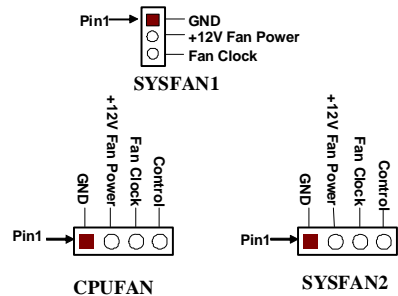 Pin1
GND
+12V Fan Power
Fan Clock
SYSFAN1
GND
+12V Fan Power
Fan Clock
Control
Pin1
CPUFAN
GND
+12V Fan Power
Fan Clock
Control
Pin1
SYSFAN2